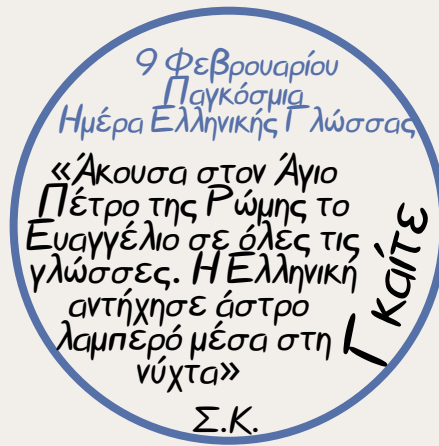 9 Φεβρουαρίου
Παγκόσμια
Ημέρα Ελληνικής Γλώσσας
«Άκουσα στον Άγιο
Πέτρο της Ρώμης το
Ευαγγέλιο σε όλες τις
γλώσσες. Η Ελληνική
αντήχησε άστρο
λαμπερό μέσα στη
νύχτα»
Γκαίτε
Σ.Κ.